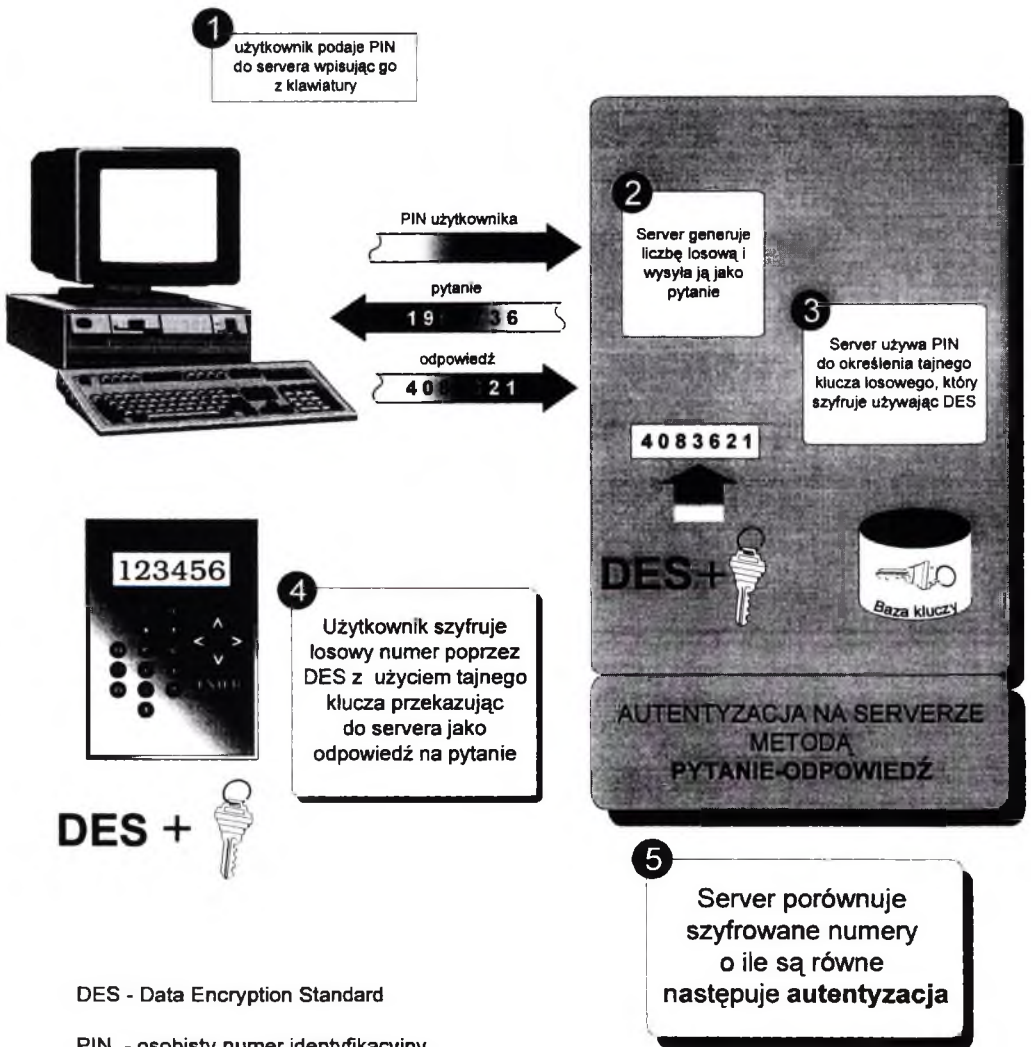 1
użytkownik podaje PIN
do servera wpisując go
z klawiatury
PIN użytkownika
pytanie
19 36
odpowiedź
40 21
2
Server generuje
liczbę losową i
wysyła ją jako
pytanie
3
Server używa PIN
do określenia tajnego
klucza losowego, który
szyfruje używając DES
4083621
DES+
Baza kluczy
123456
ENTER
4
Użytkownik szyfruje
losowy numer poprzez
DES z użyciem tajnego
klucza przekazując
do servera jako
odpowiedź na pytanie
DES +
AUTENTYZACJA NA SERVERZE
METODĄ
PYTANIE-ODPOWIEDŹ
5
Server porównuje
szyfrowane numery
o ile są równe
następuje autentyzacja
DES - Data Encryption Standard
PIN - osobisty numer identyfikacyjny